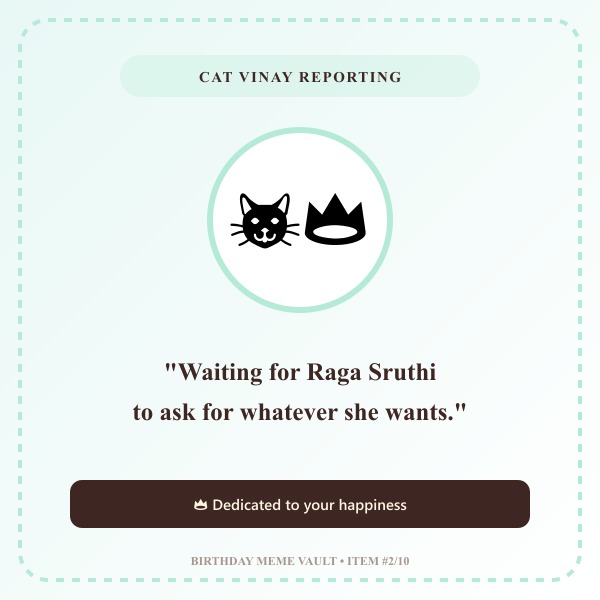 CAT VINAY REPORTING
"Waiting for Raga Sruthi
to ask for whatever she wants."
Dedicated to your happiness
BIRTHDAY MEME VAULT • ITEM #2/10